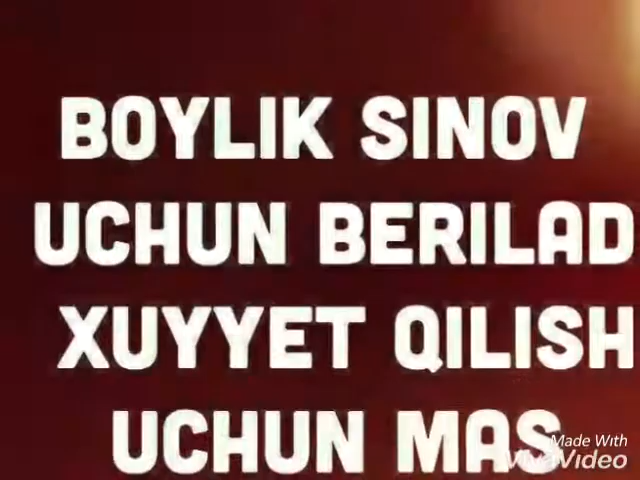 BOYLIK SINOV
UCHUN BERILAD
XUYYET QILISH
UCHUN MAS
Made With
VivaVideo